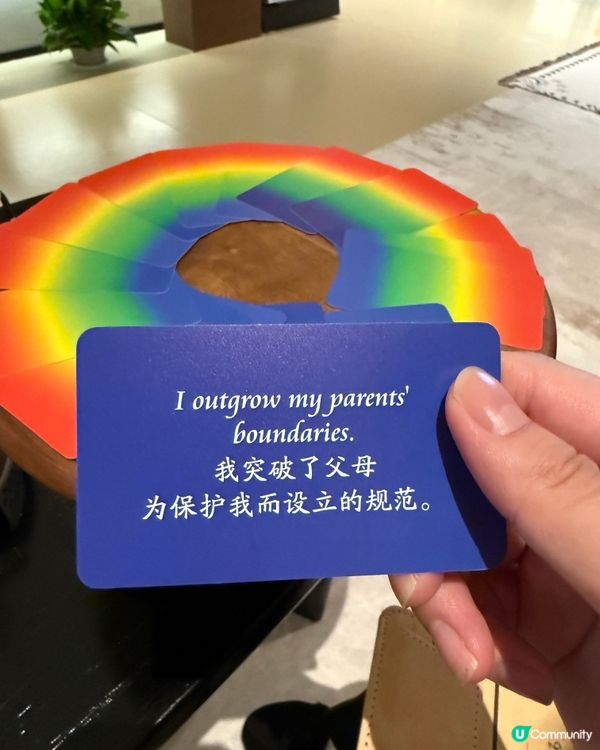 I outgrow my parents'
boundaries.
我突破了父母
为保护我而设立的规范。
U Community